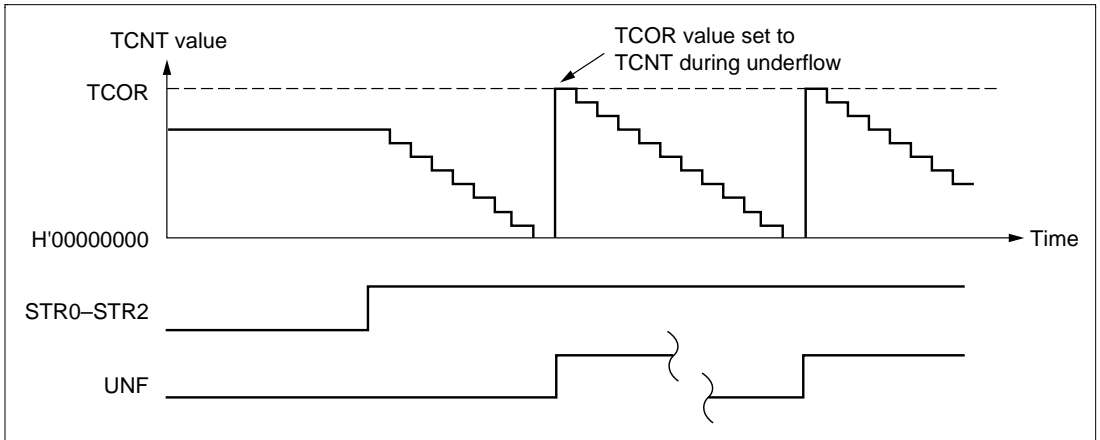 TCNT value
TCOR value set to
TCNT during underflow
TCOR
H'00000000
Time
STR0–STR2
UNF